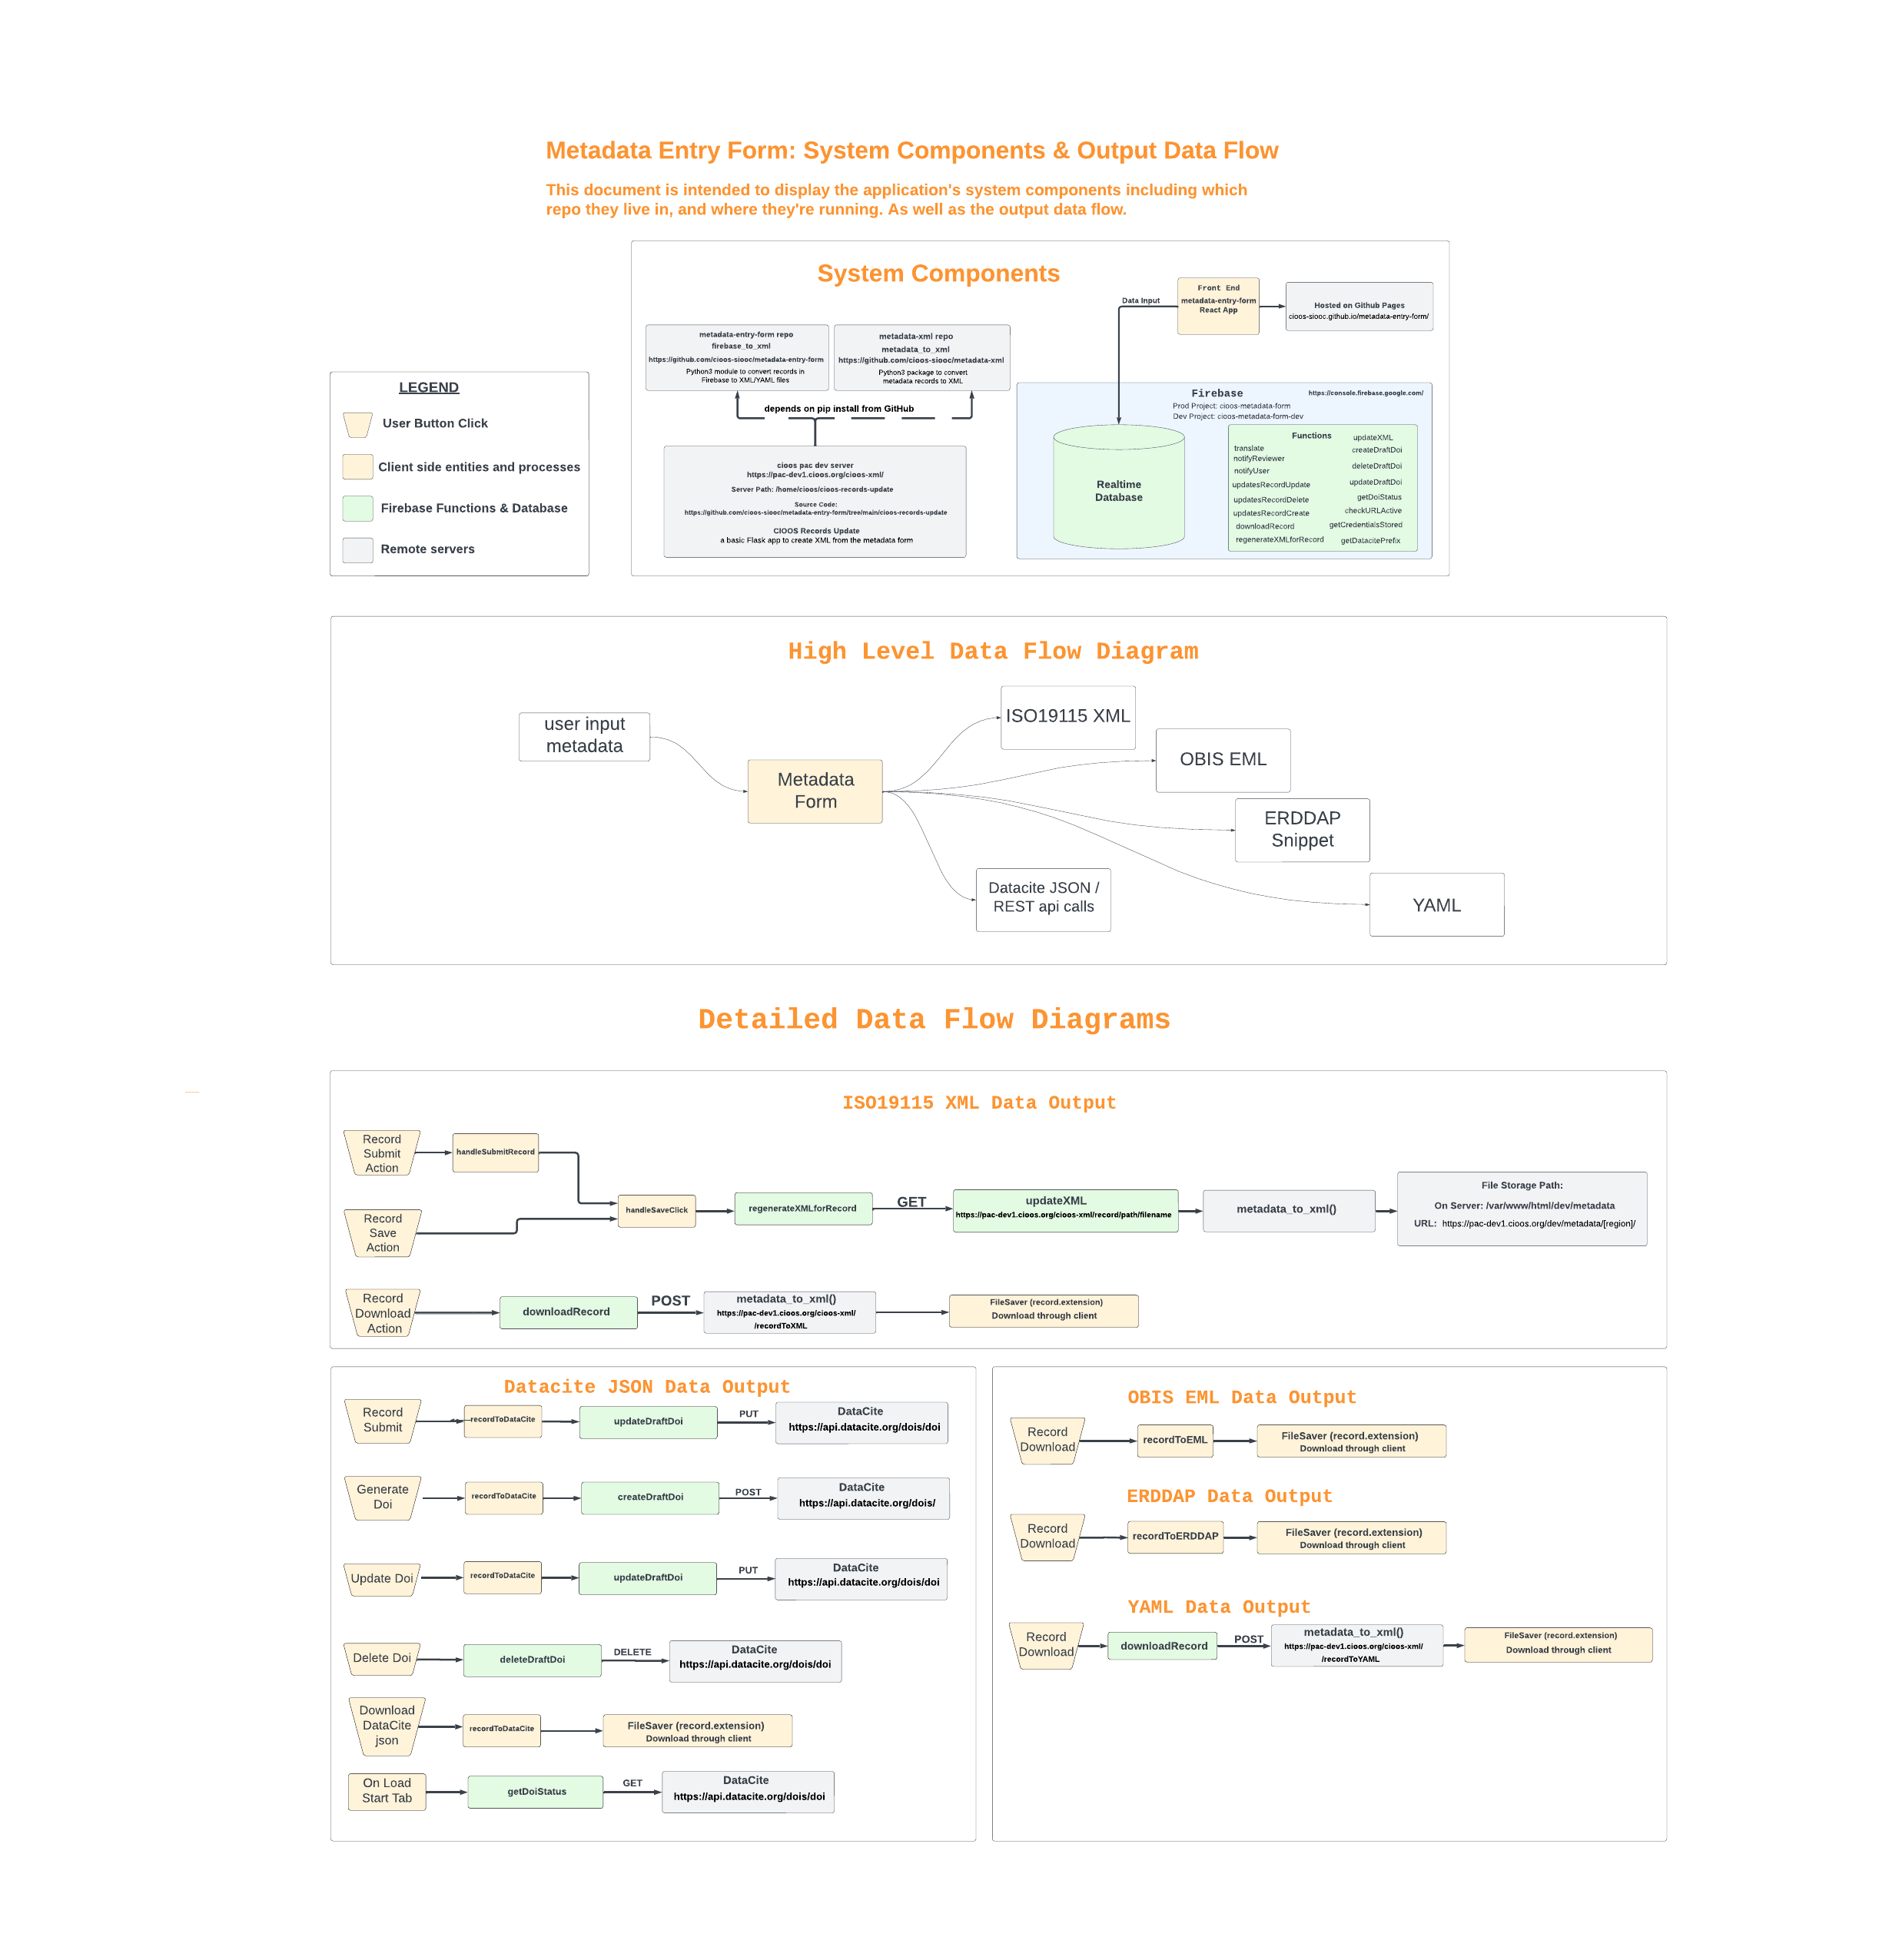 Metadata Entry Form: System Components & Output Data Flow
This document is intended to display the application's system components including which
repo they live in, and where they're running. As well as the output data flow.
System Components
metadata-entry-form repo
firebase_to_xml
https://github.com/cioos-siooc/metadata-entry-form
Python3 module to convert records in
Firebase to XML/YAML files
metadata-xml repo
metadata_to_xml
https://github.com/cioos-siooc/metadata-xml
Python3 package to convert
metadata records to XML
depends on pip install from GitHub
cioos pac dev server
https://pac-dev1.cioos.org/cioos-xml/
Server Path: /home/cioos/cioos-records-update
Source Code:
https://github.com/cioos-siooc/metadata-entry-form/tree/main/cioos-records-update
CIOOS Records Update
a basic Flask app to create XML from the metadata form
Data Input
Front End
metadata-entry-form
React App
Hosted on Github Pages
cioos-siooc.github.io/metadata-entry-form/
Firebase
https://console.firebase.google.com/
Prod Project: cioos-metadata-form
Dev Project: cioos-metadata-form-dev
Realtime
Database
Functions
translate
notifyReviewer
notifyUser
updatesRecordUpdate
updatesRecordDelete
updatesRecordCreate
downloadRecord
regenerateXMLforRecord
updateXML
createDraftDoi
deleteDraftDoi
updateDraftDoi
getDoiStatus
checkURLActive
getCredentialsStored
getDatacitePrefix
LEGEND
User Button Click
Client side entities and processes
Firebase Functions & Database
Remote servers
High Level Data Flow Diagram
user input
metadata
Metadata
Form
ISO19115 XML
OBIS EML
ERDDAP
Snippet
YAML
Datacite JSON /
REST api calls
Detailed Data Flow Diagrams
ISO19115 XML Data Output
Record
Submit
Action
handleSubmitRecord
Record
Save
Action
handleSaveClick
regenerateXMLforRecord
GET
updateXML
https://pac-dev1.cioos.org/cioos-xml/record/path/filename
metadata_to_xml()
File Storage Path:
On Server: /var/www/html/dev/metadata
URL: https://pac-dev1.cioos.org/dev/metadata/[region]/
Record
Download
Action
downloadRecord
POST
metadata_to_xml()
https://pac-dev1.cioos.org/cioos-xml/
/recordToXML
FileSaver (record.extension)
Download through client
Datacite JSON Data Output
Record
Submit
recordToDataCite
updateDraftDoi
PUT
DataCite
https://api.datacite.org/dois/doi
Generate
Doi
recordToDataCite
createDraftDoi
POST
DataCite
https://api.datacite.org/dois/
Update Doi
recordToDataCite
updateDraftDoi
PUT
DataCite
https://api.datacite.org/dois/doi
Delete Doi
deleteDraftDoi
DELETE
DataCite
https://api.datacite.org/dois/doi
Download
DataCite
json
recordToDataCite
FileSaver (record.extension)
Download through client
On Load
Start Tab
getDoiStatus
GET
DataCite
https://api.datacite.org/dois/doi
OBIS EML Data Output
Record
Download
recordToEML
FileSaver (record.extension)
Download through client
ERDDAP Data Output
Record
Download
recordToERDDAP
FileSaver (record.extension)
Download through client
YAML Data Output
Record
Download
downloadRecord
POST
metadata_to_xml()
https://pac-dev1.cioos.org/cioos-xml/
/recordToYAML
FileSaver (record.extension)
Download through client